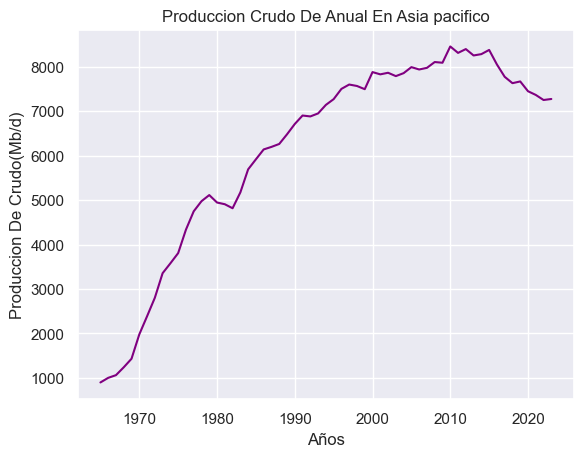 Produccion Crudo De Anual En Asia pacifico
Produccion De Crudo(Mb/d)
8000
7000
6000
5000
4000
3000
2000
1000
1970 1980 1990 2000 2010 2020
Años